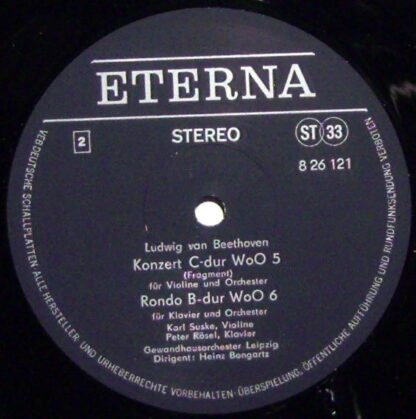 ETERNA
2
STEREO
ST 33
8 26 121
Ludwig van Beethoven
Konzert C-dur WoO 5
(Fragment)
für Violine und Orchester
Rondo B-dur WoO 6
für Klavier und Orchester
Karl Suske, Violine
Peter Rösel, Klavier
Gewandhausorchester Leipzig
Dirigent: Heinz Bongartz
VEB DEUTSCHE SCHALLPLATTEN ALLE HERSTELLER- UND URHEBERRECHTE VORBEHALTEN · ÜBERSPIELUNG, ÖFFENTLICHE AUFFÜHRUNG UND RUNDFUNKSENDUNG VERBOTEN